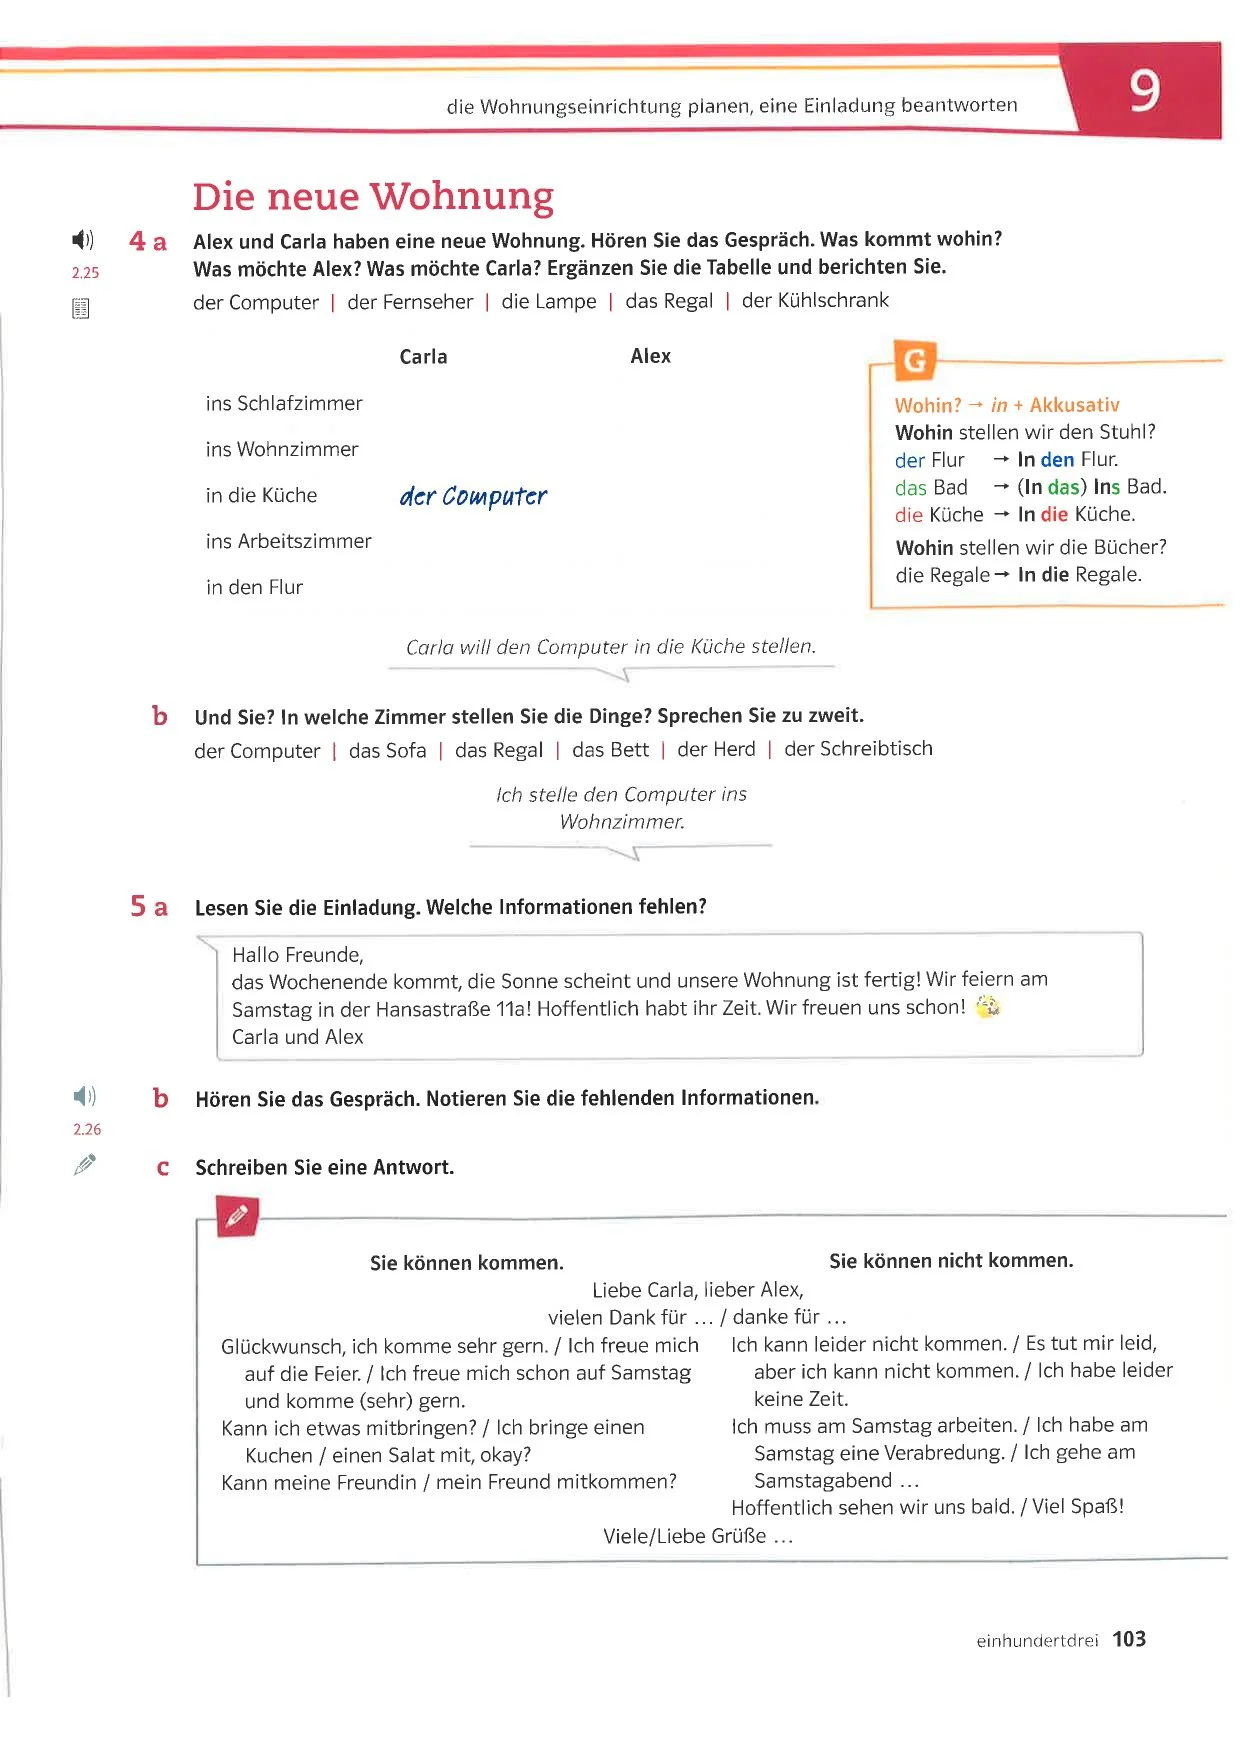 die Wohnungseinrichtung planen, eine Einladung beantworten
9
Die neue Wohnung
4 a Alex und Carla haben eine neue Wohnung. Hören Sie das Gespräch. Was kommt wohin?
2.25 Was möchte Alex? Was möchte Carla? Ergänzen Sie die Tabelle und berichten Sie.
der Computer | der Fernseher | die Lampe | das Regal | der Kühlschrank
Carla Alex
ins Schlafzimmer
ins Wohnzimmer
in die Küche der Computer
ins Arbeitszimmer
in den Flur
G
Wohin? → in + Akkusativ
Wohin stellen wir den Stuhl?
der Flur → In den Flur.
das Bad → (In das) Ins Bad.
die Küche → In die Küche.
Wohin stellen wir die Bücher?
die Regale → In die Regale.
Carla will den Computer in die Küche stellen.
b Und Sie? In welche Zimmer stellen Sie die Dinge? Sprechen Sie zu zweit.
der Computer | das Sofa | das Regal | das Bett | der Herd | der Schreibtisch
Ich stelle den Computer ins
Wohnzimmer.
5 a Lesen Sie die Einladung. Welche Informationen fehlen?
Hallo Freunde,
das Wochenende kommt, die Sonne scheint und unsere Wohnung ist fertig! Wir feiern am
Samstag in der Hansastraße 11a! Hoffentlich habt ihr Zeit. Wir freuen uns schon!
Carla und Alex
b Hören Sie das Gespräch. Notieren Sie die fehlenden Informationen.
2.26
c Schreiben Sie eine Antwort.
Sie können kommen. Sie können nicht kommen.
Liebe Carla, lieber Alex,
vielen Dank für ... / danke für ...
Glückwunsch, ich komme sehr gern. / Ich freue mich
auf die Feier. / Ich freue mich schon auf Samstag
und komme (sehr) gern.
Kann ich etwas mitbringen? / Ich bringe einen
Kuchen / einen Salat mit, okay?
Kann meine Freundin / mein Freund mitkommen?
Ich kann leider nicht kommen. / Es tut mir leid,
aber ich kann nicht kommen. / Ich habe leider
keine Zeit.
Ich muss am Samstag arbeiten. / Ich habe am
Samstag eine Verabredung. / Ich gehe am
Samstagabend ...
Hoffentlich sehen wir uns bald. / Viel Spaß!
Viele/Liebe Grüße ...
einhundertdrei 103